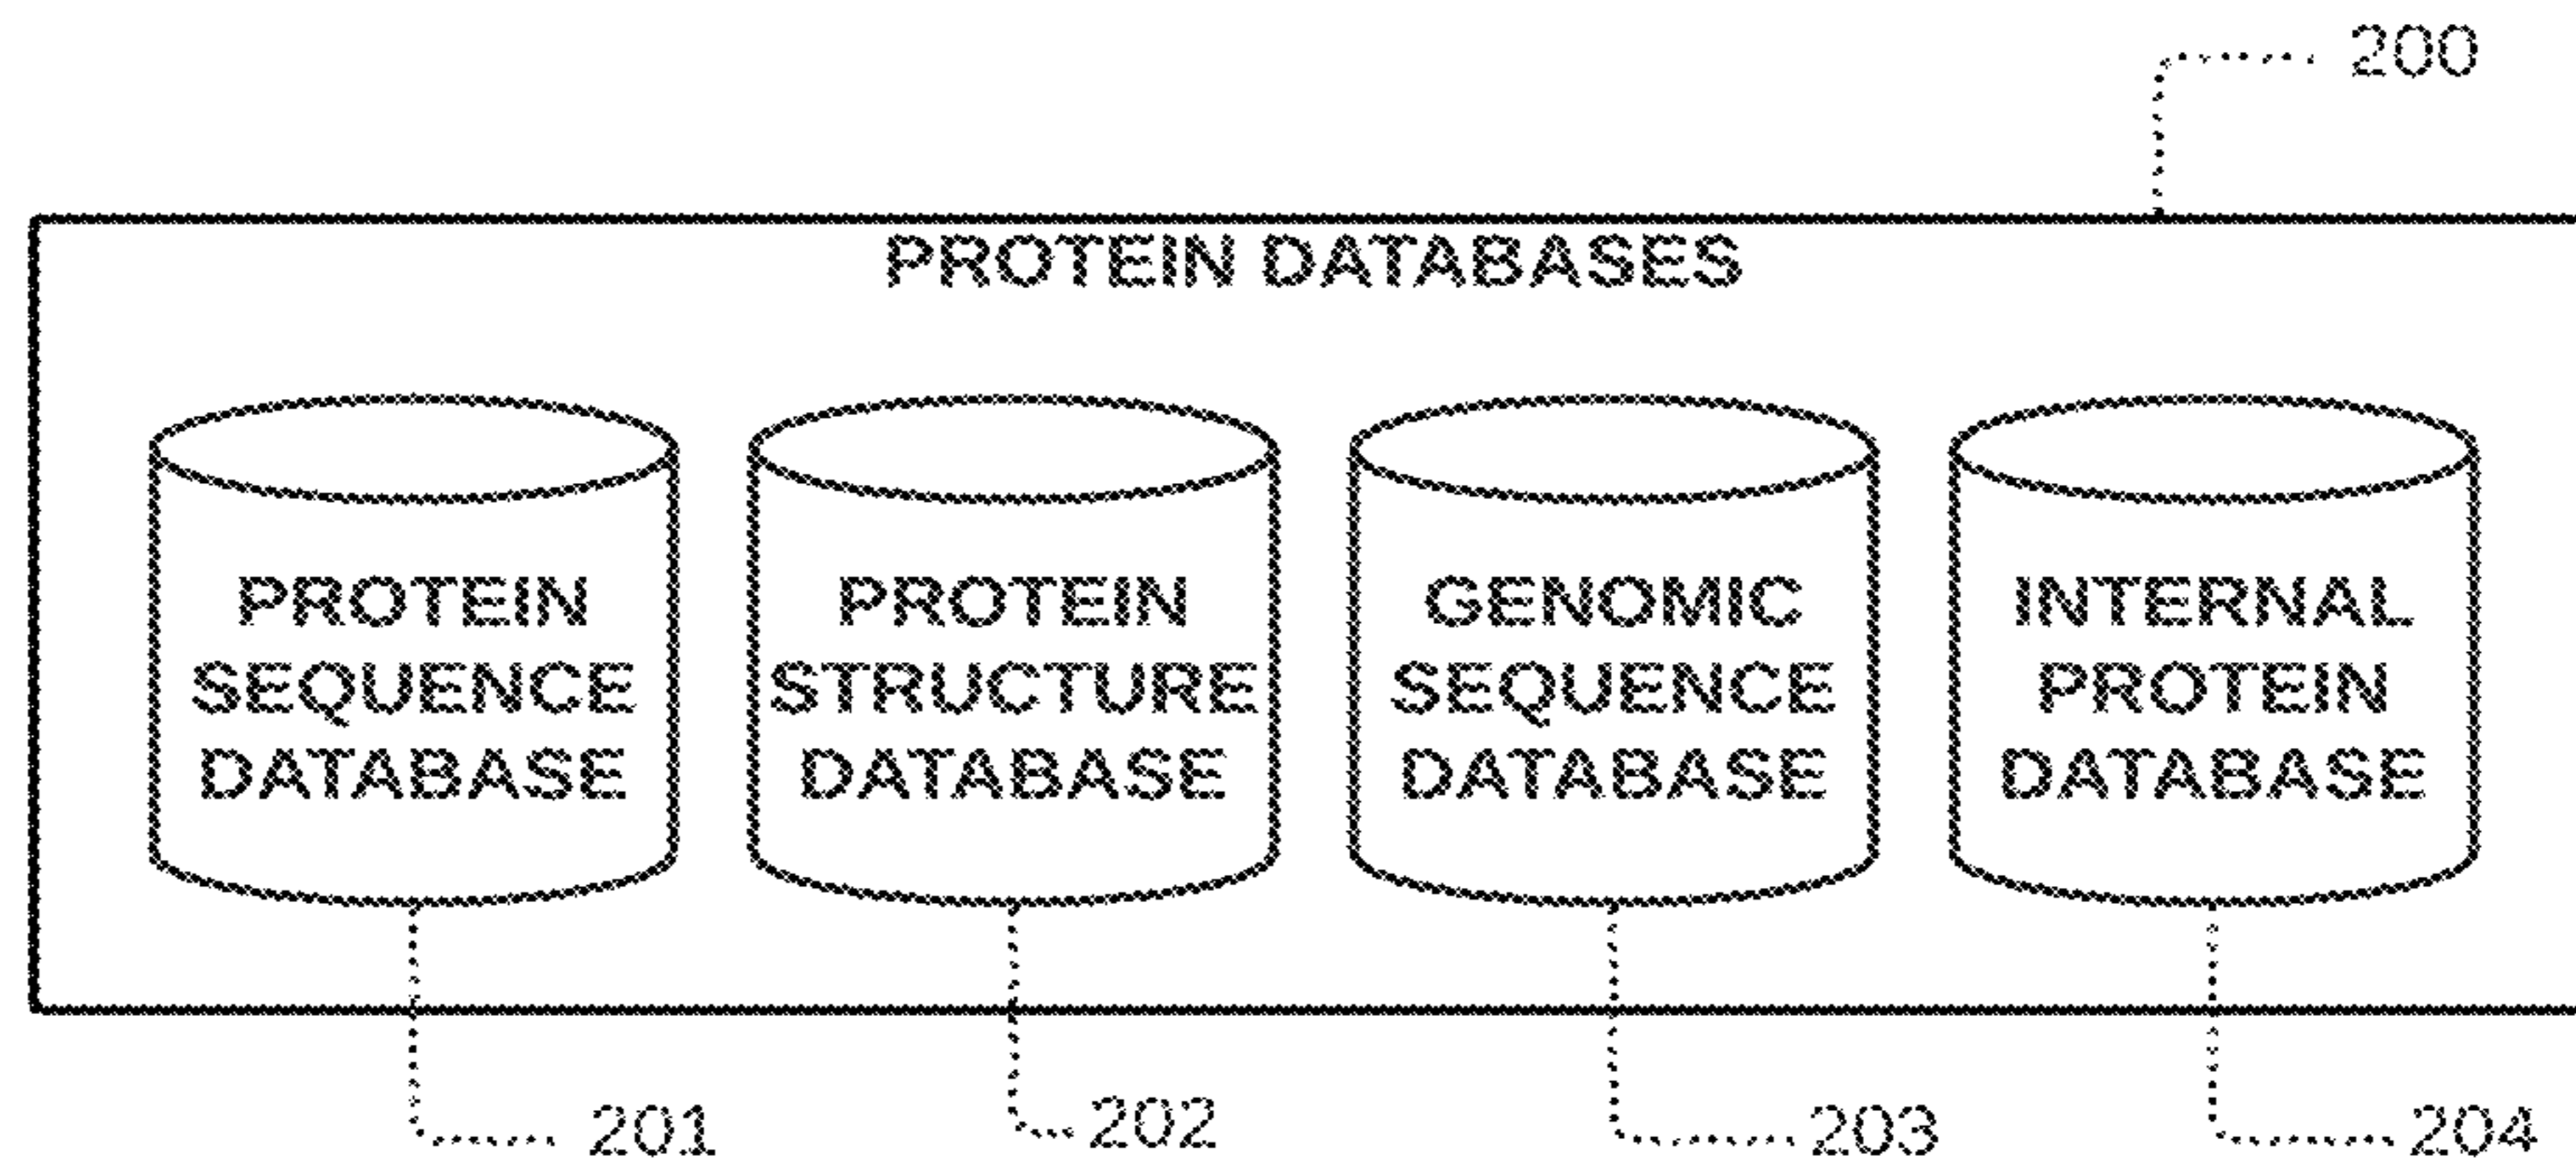 200
PROTEIN DATABASES
PROTEIN
SEQUENCE
DATABASE
PROTEIN
STRUCTURE
DATABASE
GENOMIC
SEQUENCE
DATABASE
INTERNAL
PROTEIN
DATABASE
201
202
203
204